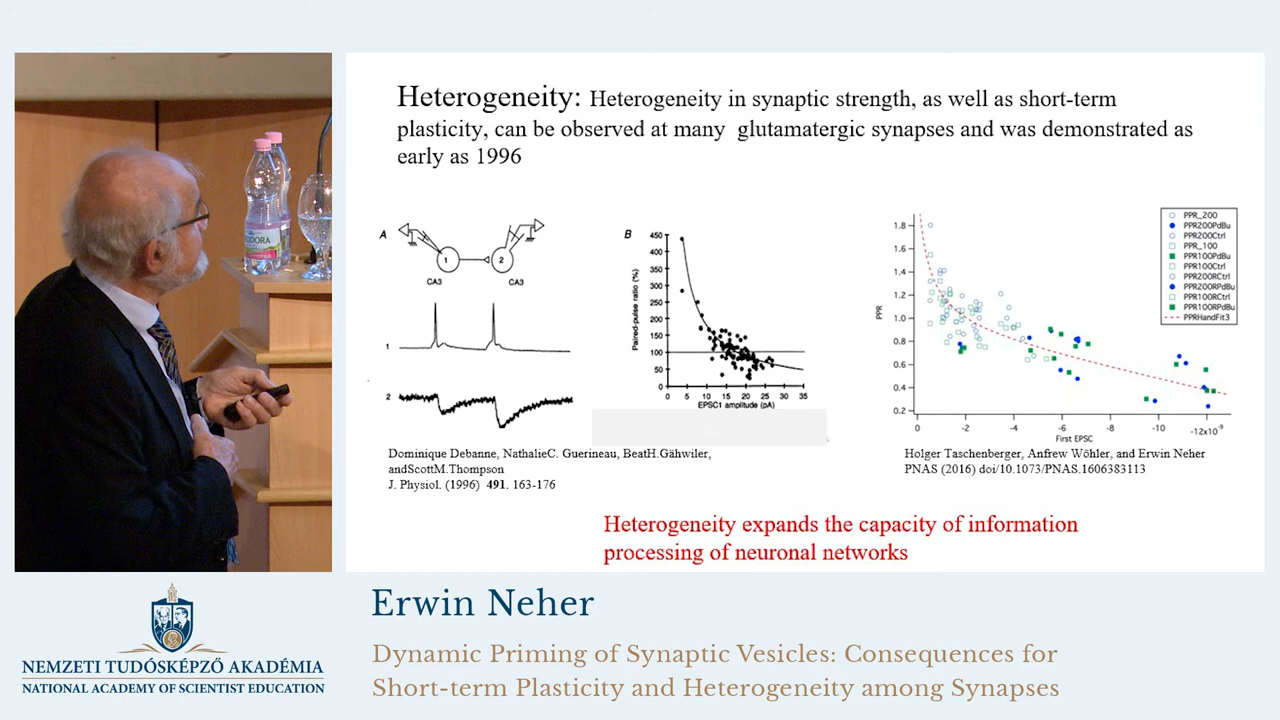 Heterogeneity: Heterogeneity in synaptic strength, as well as short-term
plasticity, can be observed at many glutamatergic synapses and was demonstrated as
early as 1996
A
1
2
CA3
CA3
1
2
B
450
400
350
300
250
200
150
100
50
0
Paired-pulse ratio (%)
0 5 10 15 20 25 30 35
EPSC1 amplitude (pA)
1.8
1.6
1.4
1.2
1.0
0.8
0.6
0.4
0.2
PPR
0 -2 -4 -6 -8 -10 -12x10⁻⁹
First EPSC
PPR_200
PPR200PdBu
PPR200Ctrl
PPR_100
PPR100PdBu
PPR100Ctrl
PPR200RCtrl
PPR200RPdBu
PPR100RCtrl
PPR100RPdBu
PPRHandFit3
Dominique Debanne, NathalieC. Guerineau, BeatH.Gähwiler,
andScottM.Thompson
J. Physiol. (1996) 491. 163-176
Holger Taschenberger, Anfrew Wöhler, and Erwin Neher
PNAS (2016) doi/10.1073/PNAS.1606383113
Heterogeneity expands the capacity of information
processing of neuronal networks
Erwin Neher
Dynamic Priming of Synaptic Vesicles: Consequences for
Short-term Plasticity and Heterogeneity among Synapses
NEMZETI TUDÓSKÉPZŐ AKADÉMIA
NATIONAL ACADEMY OF SCIENTIST EDUCATION